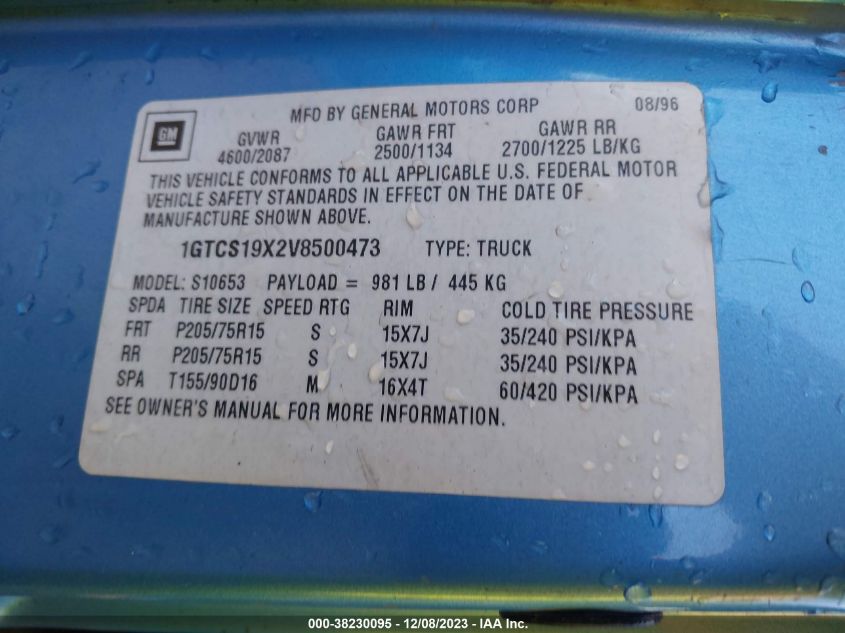 MFD BY GENERAL MOTORS CORP 08/96
GM
GVWR GAWR FRT GAWR RR
4600/2087 2500/1134 2700/1225 LB/KG
THIS VEHICLE CONFORMS TO ALL APPLICABLE U.S. FEDERAL MOTOR
VEHICLE SAFETY STANDARDS IN EFFECT ON THE DATE OF
MANUFACTURE SHOWN ABOVE.
1GTCS19X2V8500473 TYPE: TRUCK
MODEL: S10653 PAYLOAD = 981 LB/ 445 KG
SPDA TIRE SIZE SPEED RTG RIM COLD TIRE PRESSURE
FRT P205/75R15 S 15X7J 35/240 PSI/KPA
RR P205/75R15 S 15X7J 35/240 PSI/KPA
SPA T155/90D16 M 16X4T 60/420 PSI/KPA
SEE OWNER'S MANUAL FOR MORE INFORMATION.
000-38230095 - 12/08/2023 - IAA Inc.